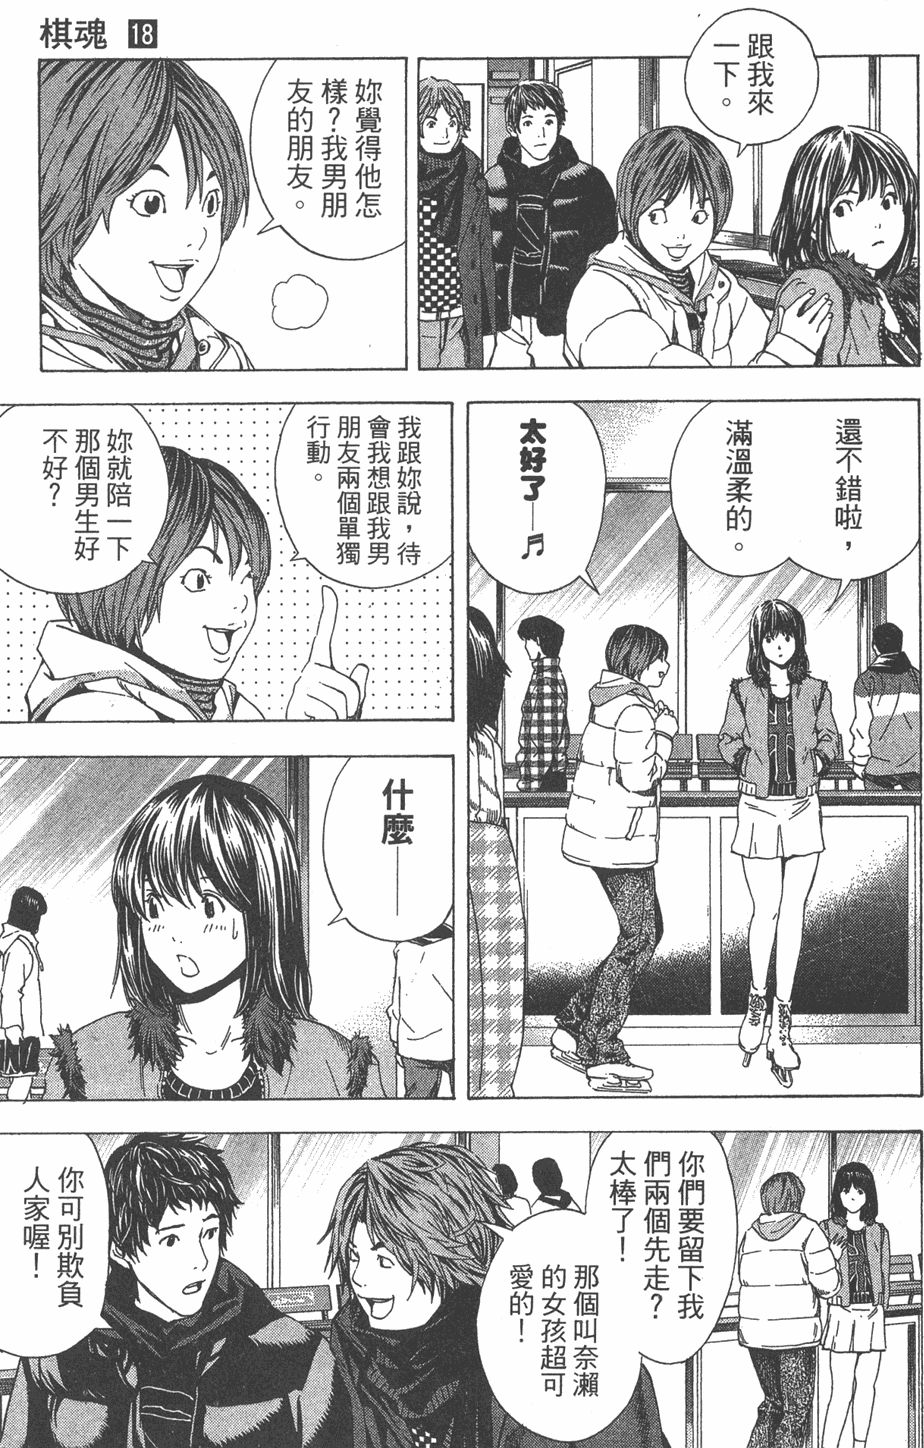 棋魂 18
跟我來
一下。
妳覺得他怎
樣?我男朋
友的朋友。
還不錯啦,
滿溫柔的。
太好了——♬
我跟妳說,待
會我想跟我男
朋友兩個單獨
行動。
妳就陪一下
那個男生好
不好?
什麼——
你們要留下我
們兩個先走?
太棒了!
那個叫奈瀨
的女孩超可
愛的!
你可別欺負
人家喔!